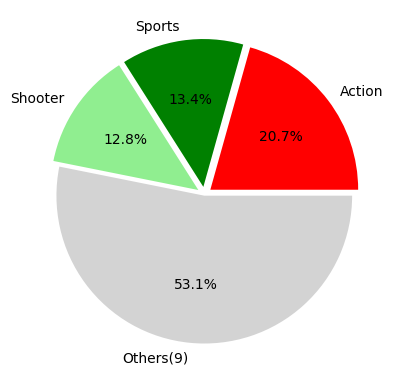 Sports
Action
Shooter
13.4%
20.7%
12.8%
53.1%
Others(9)